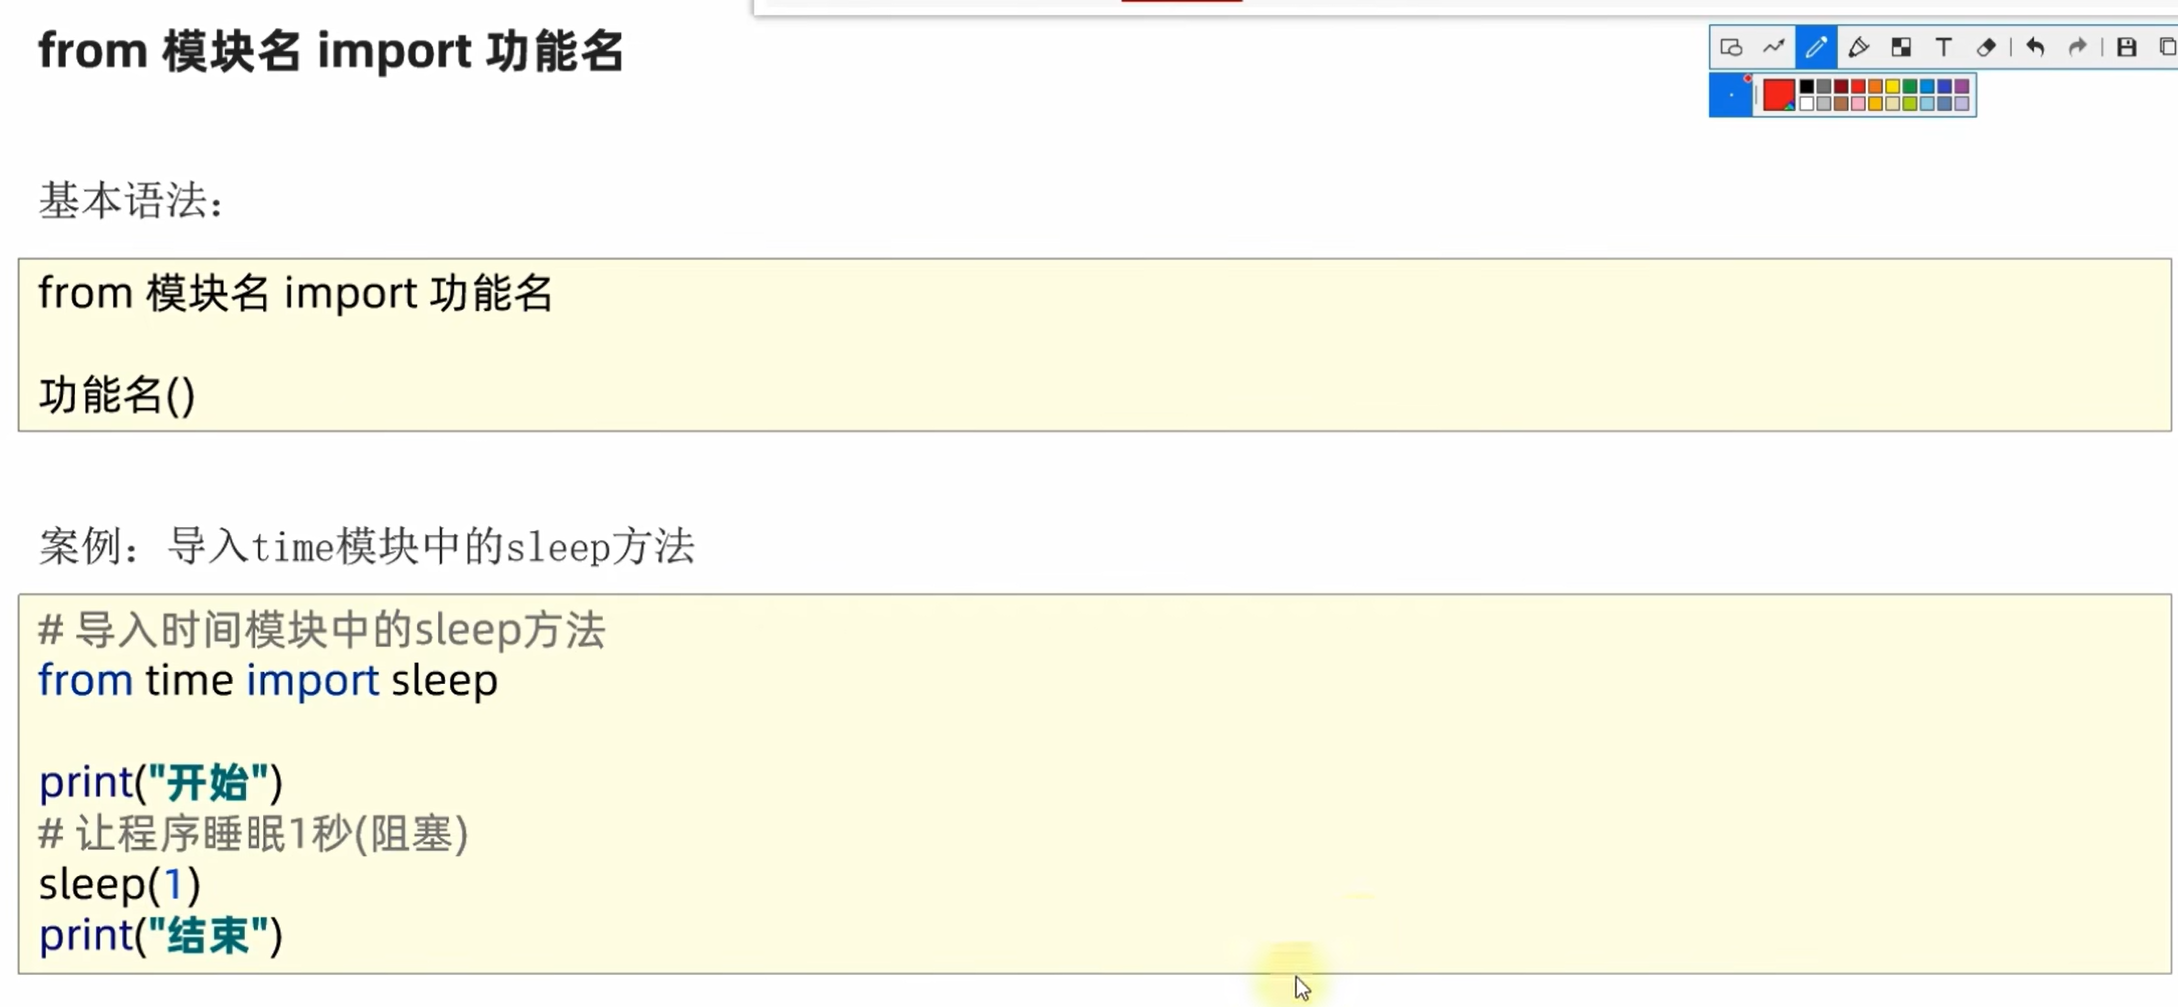 from 模块名 import 功能名
基本语法：
from 模块名 import 功能名
功能名()
案例：导入time模块中的sleep方法
# 导入时间模块中的sleep方法
from time import sleep
print("开始")
# 让程序睡眠1秒(阻塞)
sleep(1)
print("结束")